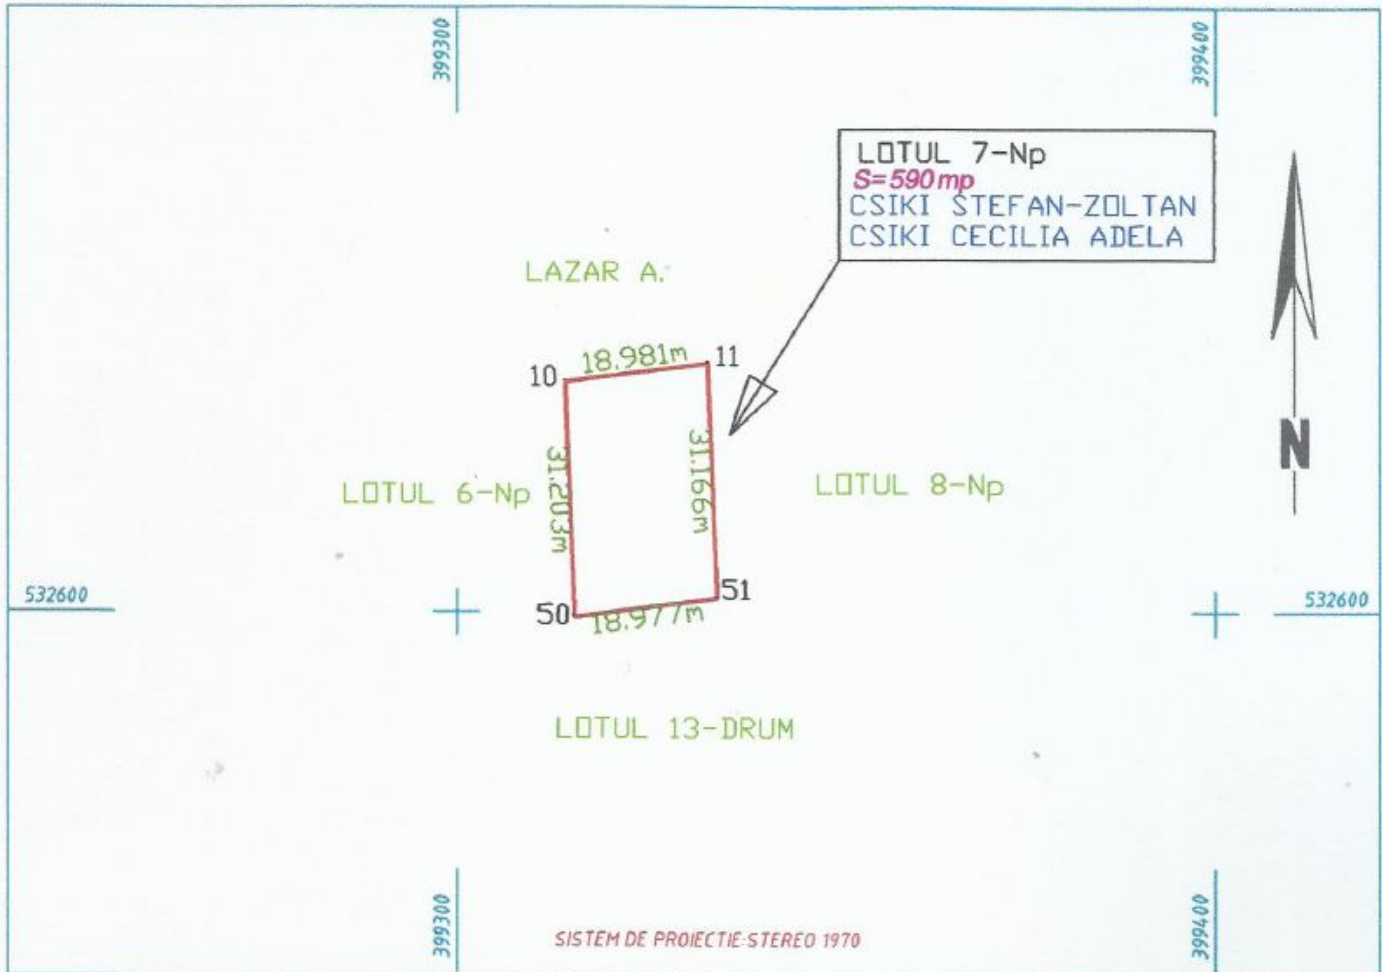 399300
399400
LOTUL 7-Np
S=590mp
CSIKI STEFAN-ZOLTAN
CSIKI CECILIA ADELA
LAZAR A.
18.981m
10
11
31.203m
31.166m
LOTUL 6-Np
LOTUL 8-Np
N
532600
50
51
532600
18.977m
LOTUL 13-DRUM
399300
399400
SISTEM DE PROIECTIE:STEREO 1970